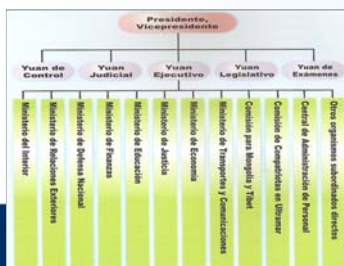 Presidente,
Vicepresidente
Yuan de
Control
Yuan
Judicial
Yuan
Ejecutivo
Yuan
Legislativo
Yuan de
Exámenes
Ministerio del Interior
Ministerio de Relaciones Exteriores
Ministerio de Defensa Nacional
Ministerio de Finanzas
Ministerio de Educación
Ministerio de Justicia
Ministerio de Economía
Ministerio de Transportes y Comunicaciones
Comisión para Mongolia y Tíbet
Comisión de Compatriotas en Ultramar
Central de Administración de Personal
Otros organismos subordinados directos